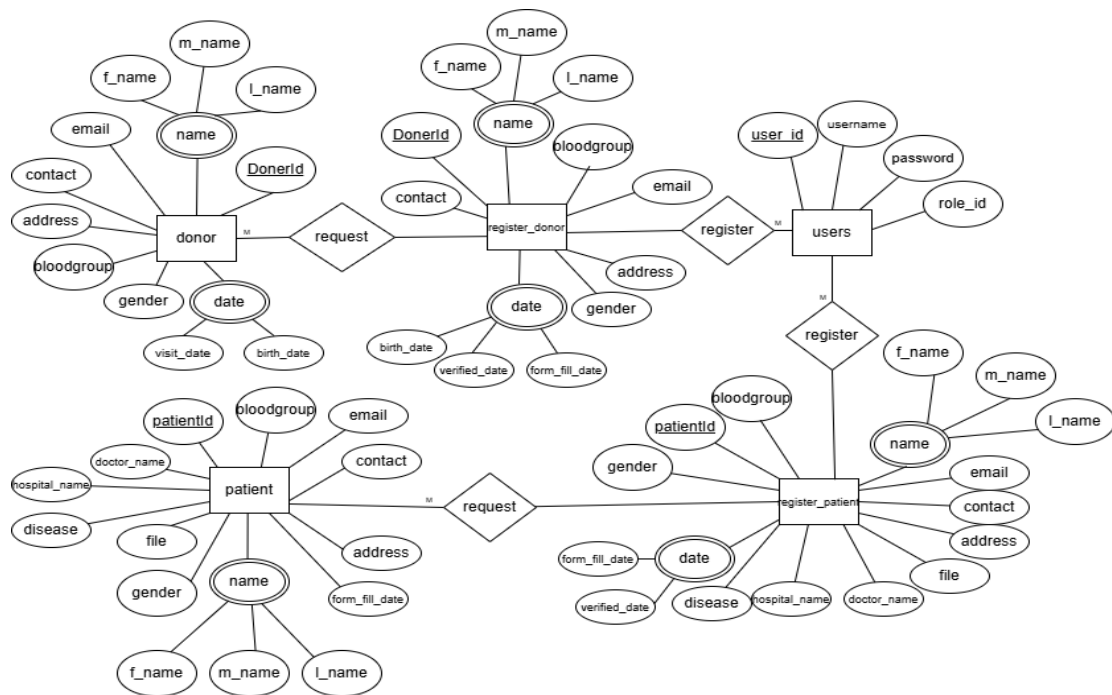 m_name
f_name
l_name
name
email
DonerId
contact
address
bloodgroup
donor
gender
date
visit_date
birth_date
M
request
m_name
f_name
l_name
name
DonerId
bloodgroup
contact
email
register_donor
address
gender
date
birth_date
verified_date
form_fill_date
register
M
user_id
username
password
role_id
users
M
register
patientId
bloodgroup
email
doctor_name
contact
hospital_name
patient
disease
file
address
gender
name
form_fill_date
f_name
m_name
l_name
M
request
f_name
m_name
l_name
name
bloodgroup
patientId
gender
email
register_patient
contact
address
file
date
form_fill_date
verified_date
disease
hospital_name
doctor_name